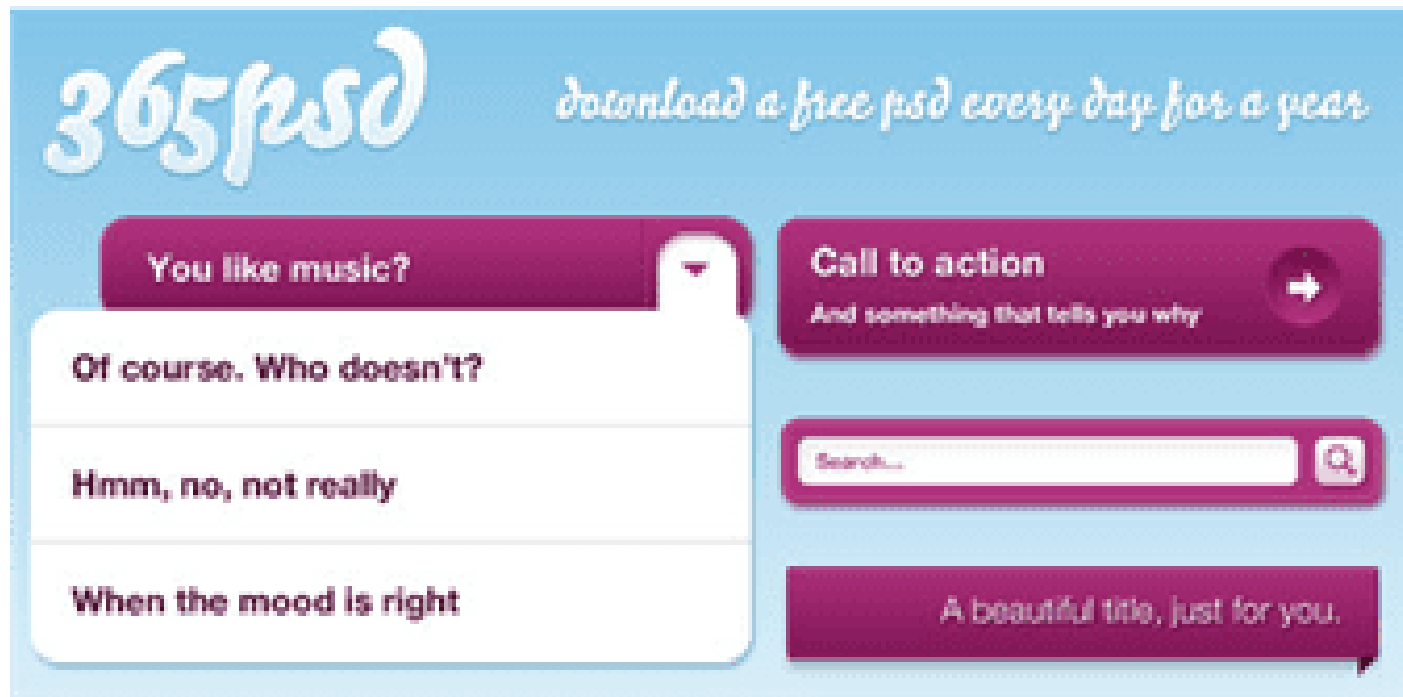 365psd
download a free psd every day for a year
You like music?
Of course. Who doesn't?
Hmm, no, not really
When the mood is right
Call to action
And something that tells you why
Search...
A beautiful title, just for you.